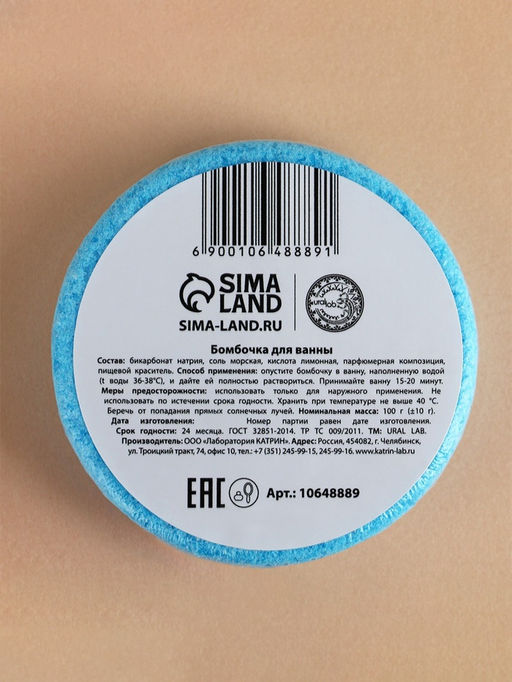 6 900106 488891
SIMA
LAND
ural lab
SIMA-LAND.RU
Бомбочка для ванны
Состав: бикарбонат натрия, соль морская, кислота лимонная, парфюмерная композиция,
пищевой краситель. Способ применения: опустите бомбочку в ванну, наполненную водой
(t воды 36-38°C), и дайте ей полностью раствориться. Принимайте ванну 15-20 минут.
Меры предосторожности: использовать только для наружного применения. Не
использовать по истечении срока годности. Хранить при температуре не выше 40 °C.
Беречь от попадания прямых солнечных лучей. Номинальная масса: 100 г (±10 г).
Дата изготовления: Номер партии равен дате изготовления.
Срок годности: 24 месяца. ГОСТ 32851-2014. ТР ТС 009/2011. ТМ: URAL LAB.
Производитель: ООО «Лаборатория КАТРИН». Адрес: Россия, 454082, г. Челябинск,
ул. Троицкий тракт, 74, офис 10, тел.: +7 (351) 245-99-15, 245-99-16. www.katrin-lab.ru
EAC Арт.: 10648889